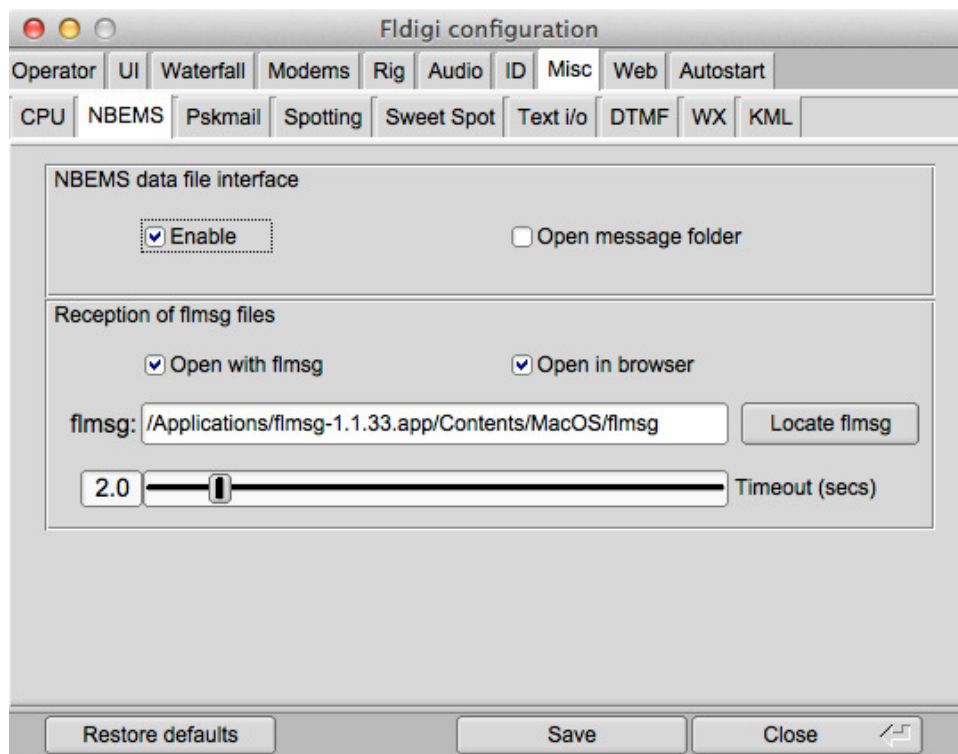 Fldigi configuration
Operator UI Waterfall Modems Rig Audio ID Misc Web Autostart
CPU NBEMS Pskmail Spotting Sweet Spot Text i/o DTMF WX KML
NBEMS data file interface
Enable Open message folder
Reception of flmsg files
Open with flmsg Open in browser
flmsg: /Applications/flmsg-1.1.33.app/Contents/MacOS/flmsg Locate flmsg
2.0 Timeout (secs)
Restore defaults Save Close